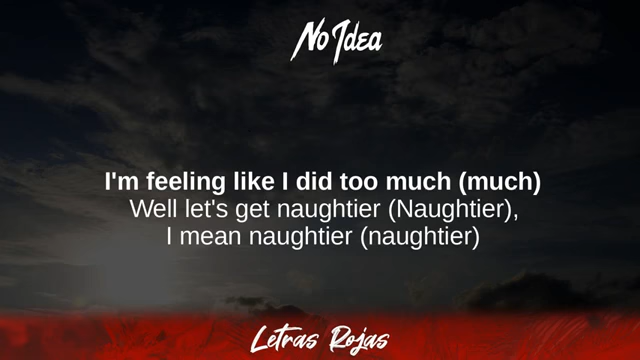 No Idea
I'm feeling like I did too much (much)
Well let's get naughtier (Naughtier),
I mean naughtier (naughtier)
Letras Rojas